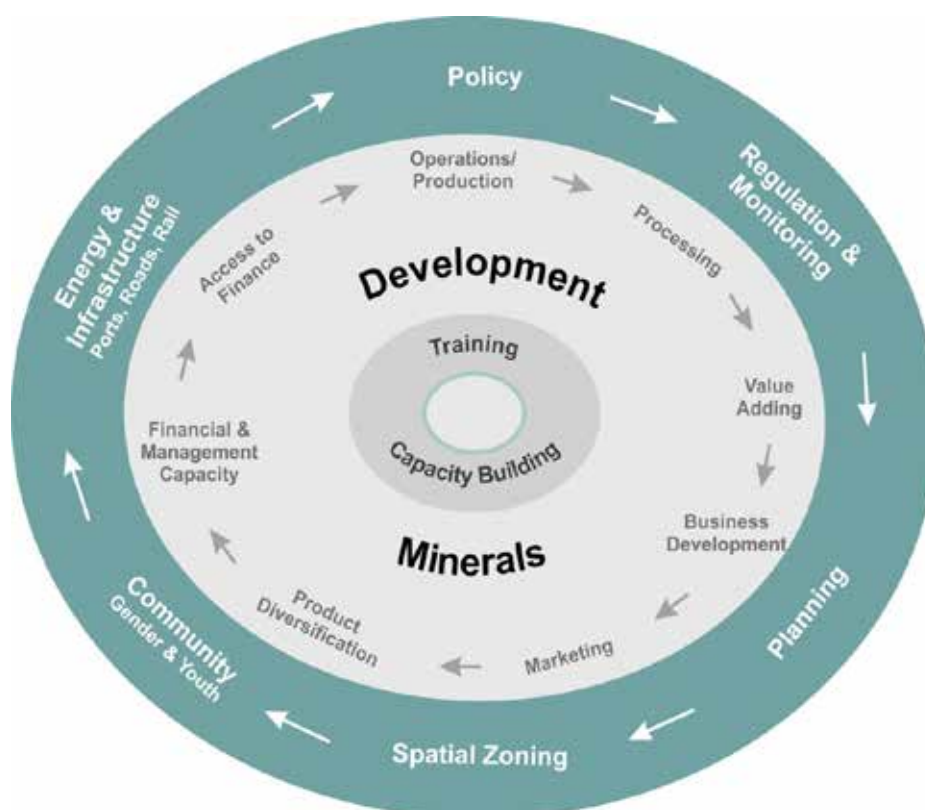 Policy
Regulation &
Monitoring
Planning
Spatial Zoning
Community
Gender & Youth
Energy &
Infrastructure
Ports, Roads, Rail
Operations/
Production
Processing
Value
Adding
Business
Development
Marketing
Product
Diversification
Financial &
Management
Capacity
Access to
Finance
Development
Minerals
Training
Capacity Building